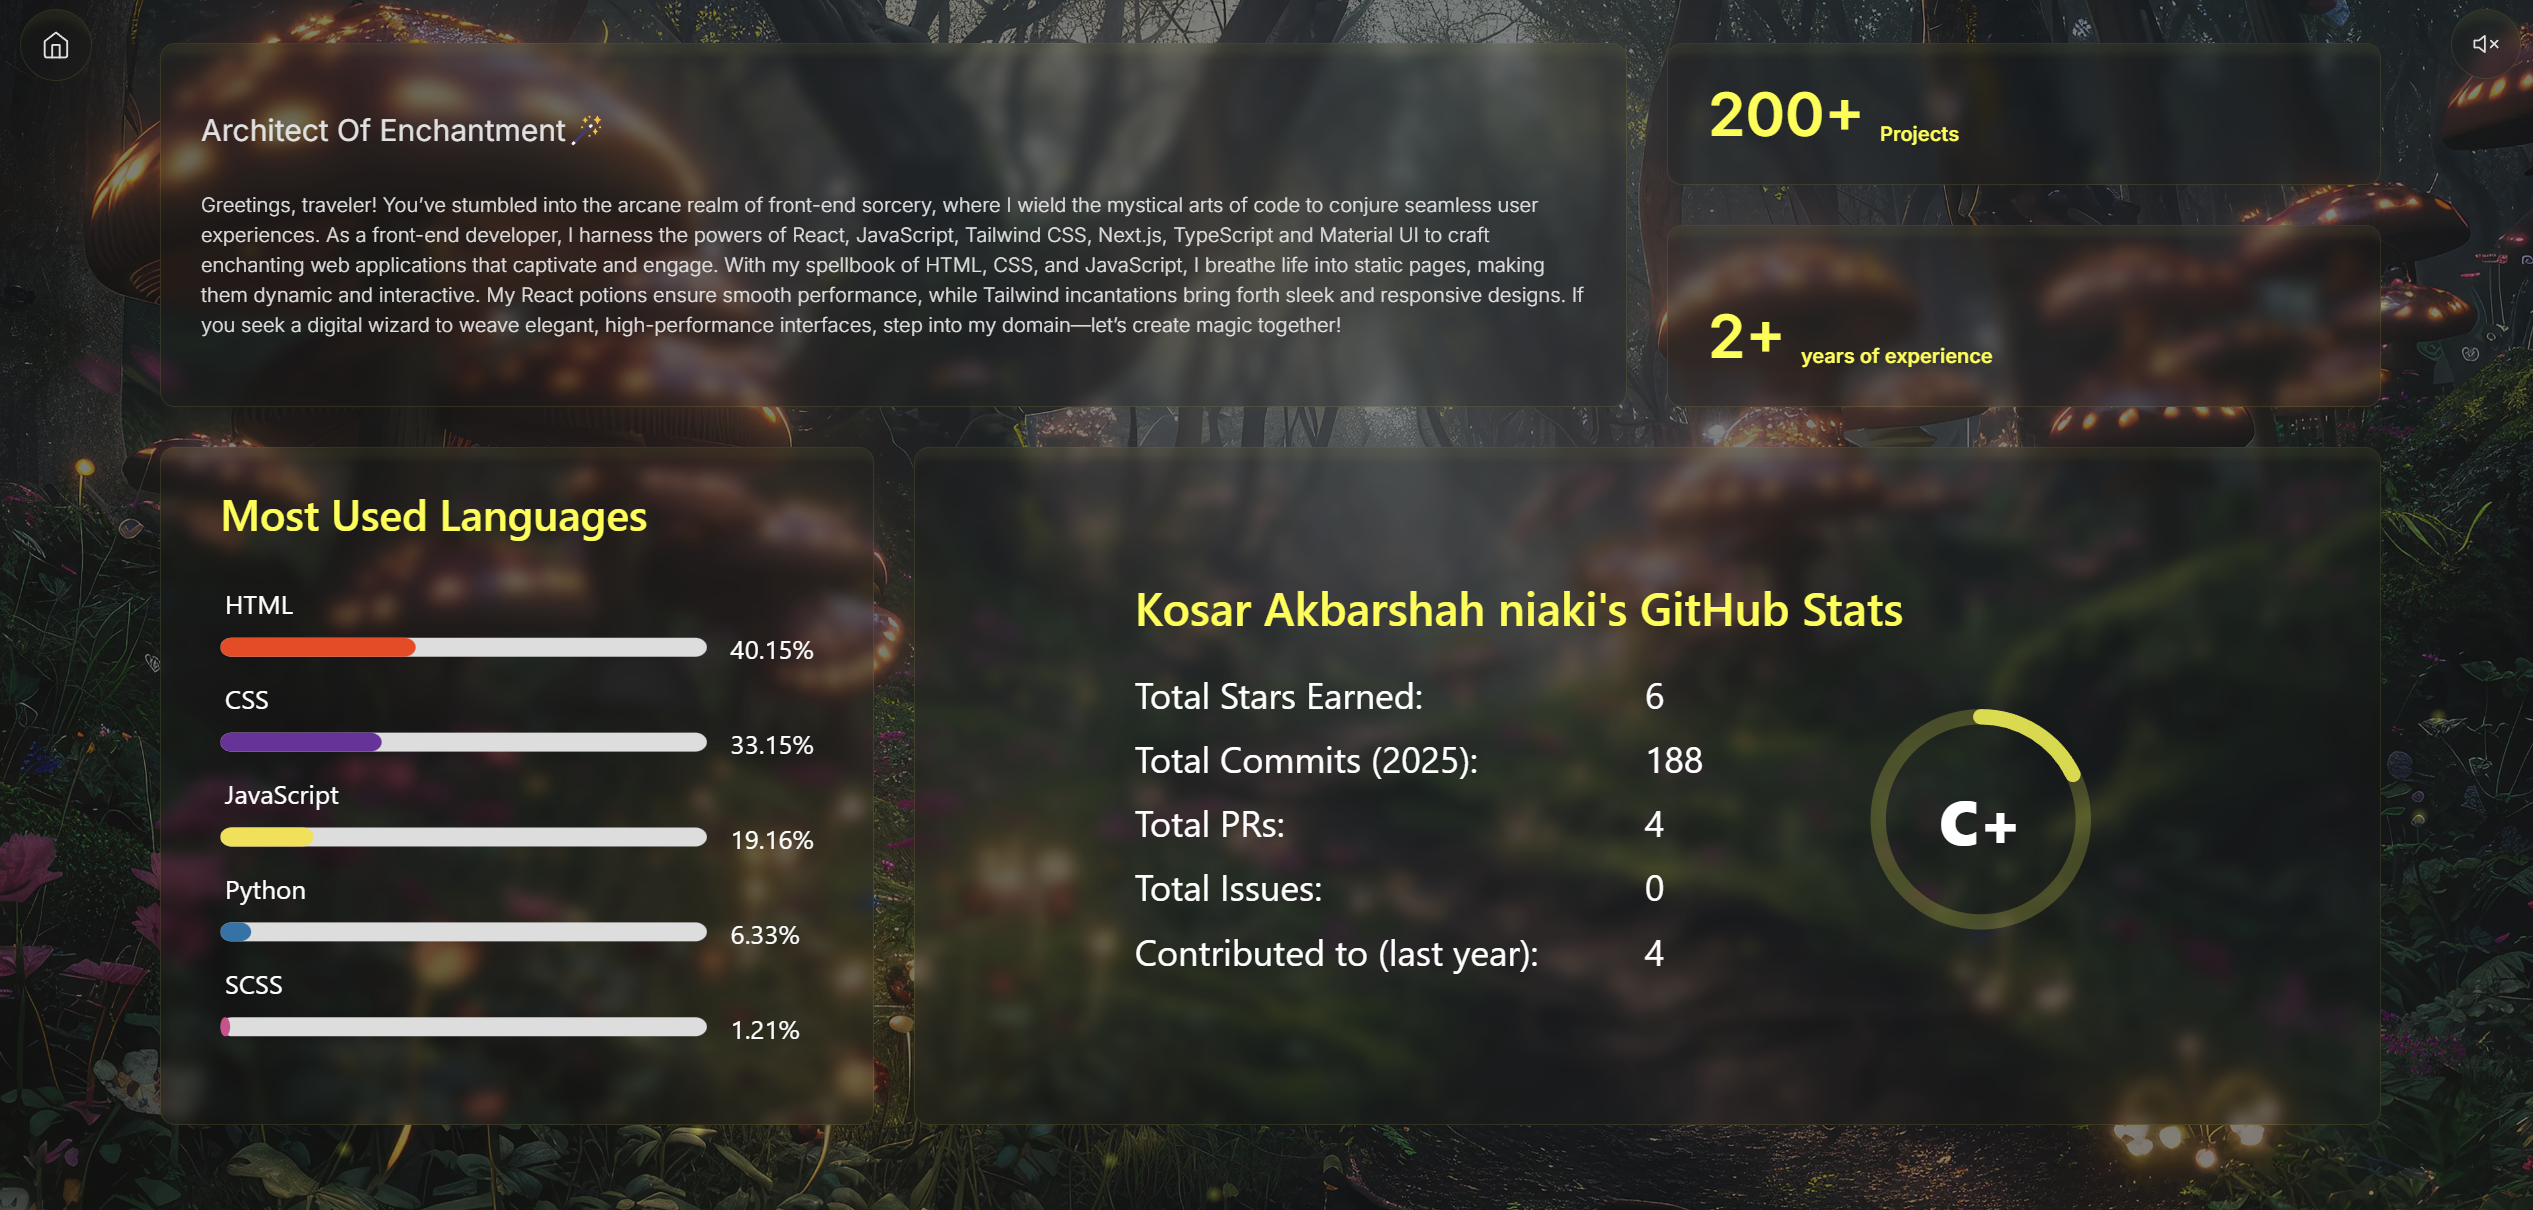 Architect Of Enchantment
Greetings, traveler! You’ve stumbled into the arcane realm of front-end sorcery, where I wield the mystical arts of code to conjure seamless user
experiences. As a front-end developer, I harness the powers of React, JavaScript, Tailwind CSS, Next.js, TypeScript and Material UI to craft
enchanting web applications that captivate and engage. With my spellbook of HTML, CSS, and JavaScript, I breathe life into static pages, making
them dynamic and interactive. My React potions ensure smooth performance, while Tailwind incantations bring forth sleek and responsive designs. If
you seek a digital wizard to weave elegant, high-performance interfaces, step into my domain—let’s create magic together!
200+ Projects
2+ years of experience
Most Used Languages
HTML
40.15%
CSS
33.15%
JavaScript
19.16%
Python
6.33%
SCSS
1.21%
Kosar Akbarshah niaki's GitHub Stats
Total Stars Earned: 6
Total Commits (2025): 188
Total PRs: 4
Total Issues: 0
Contributed to (last year): 4
C+